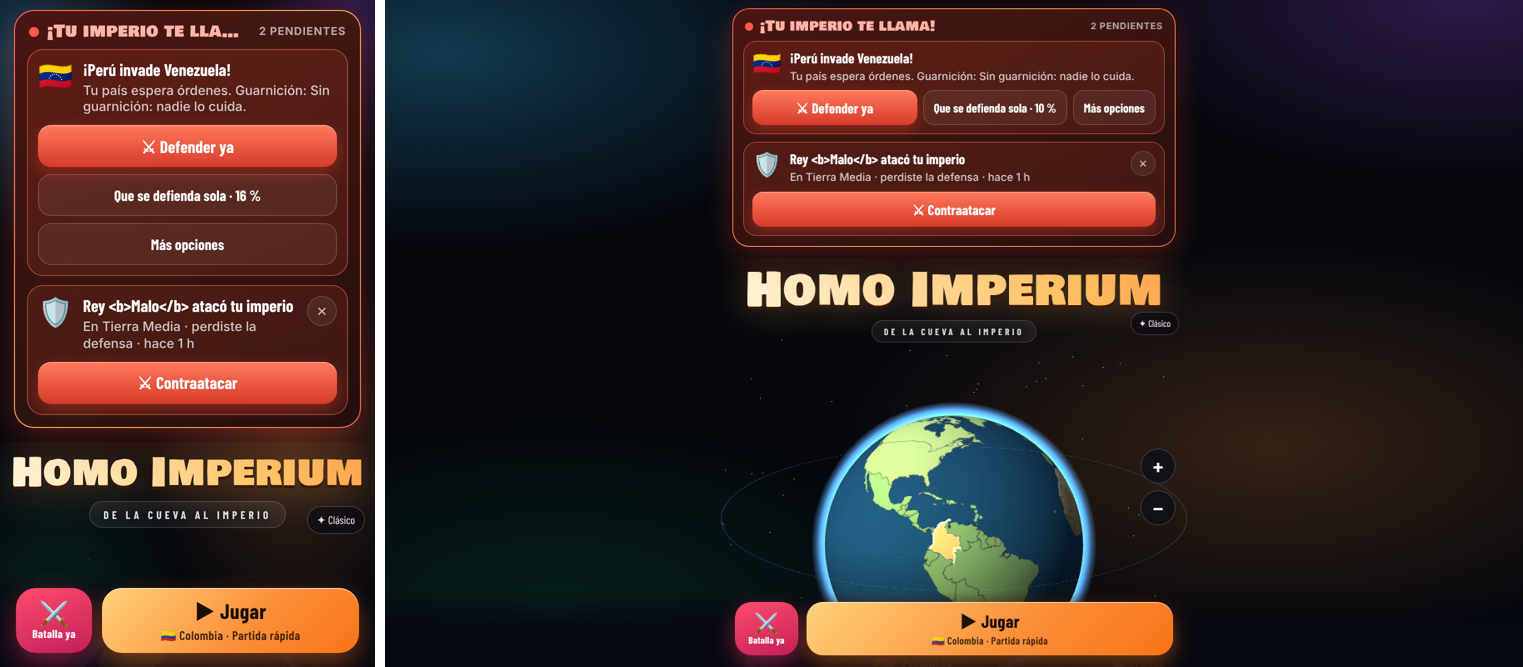 ¡TU IMPERIO TE LLA... 2 PENDIENTES
¡Perú invade Venezuela!
Tu país espera órdenes. Guarnición: Sin
guarnición: nadie lo cuida.
⚔ Defender ya
Que se defienda sola · 16 %
Más opciones
Rey <b>Malo</b> atacó tu imperio ×
En Tierra Media · perdiste la
defensa · hace 1 h
⚔ Contraatacar
HOMO IMPERIUM
DE LA CUEVA AL IMPERIO
✦ Clásico
Batalla ya
▶ Jugar
Colombia · Partida rápida
¡TU IMPERIO TE LLAMA! 2 PENDIENTES
¡Perú invade Venezuela!
Tu país espera órdenes. Guarnición: Sin guarnición: nadie lo cuida.
⚔ Defender ya Que se defienda sola · 10 % Más opciones
Rey <b>Malo</b> atacó tu imperio ×
En Tierra Media · perdiste la defensa · hace 1 h
⚔ Contraatacar
HOMO IMPERIUM
DE LA CUEVA AL IMPERIO
✦ Clásico
+
−
Batalla ya
▶ Jugar
Colombia · Partida rápida